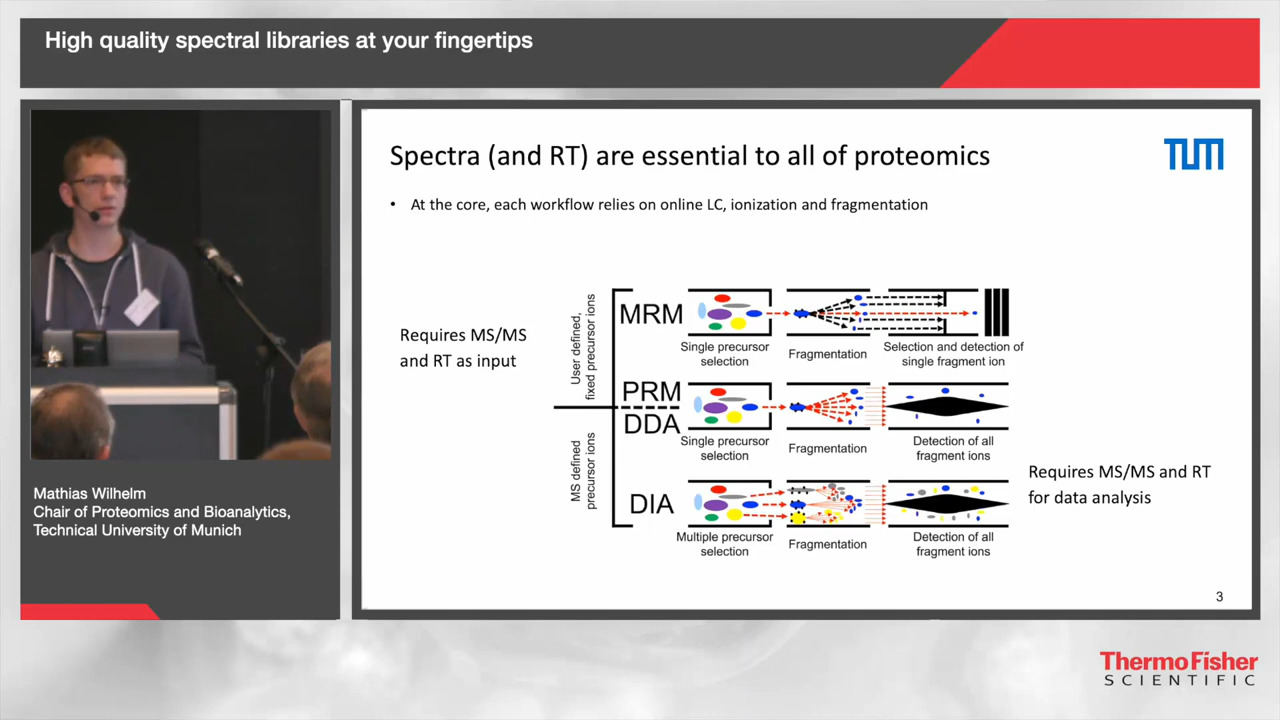 High quality spectral libraries at your fingertips
Spectra (and RT) are essential to all of proteomics
TUM
• At the core, each workflow relies on online LC, ionization and fragmentation
Requires MS/MS
and RT as input
User defined,
fixed precursor ions
MS defined
precursor ions
MRM
Single precursor
selection
Fragmentation
Selection and detection of
single fragment ion
PRM
DDA
Single precursor
selection
Fragmentation
Detection of all
fragment ions
DIA
Multiple precursor
selection
Fragmentation
Detection of all
fragment ions
Requires MS/MS and RT
for data analysis
3
Mathias Wilhelm
Chair of Proteomics and Bioanalytics,
Technical University of Munich
ThermoFisher
SCIENTIFIC